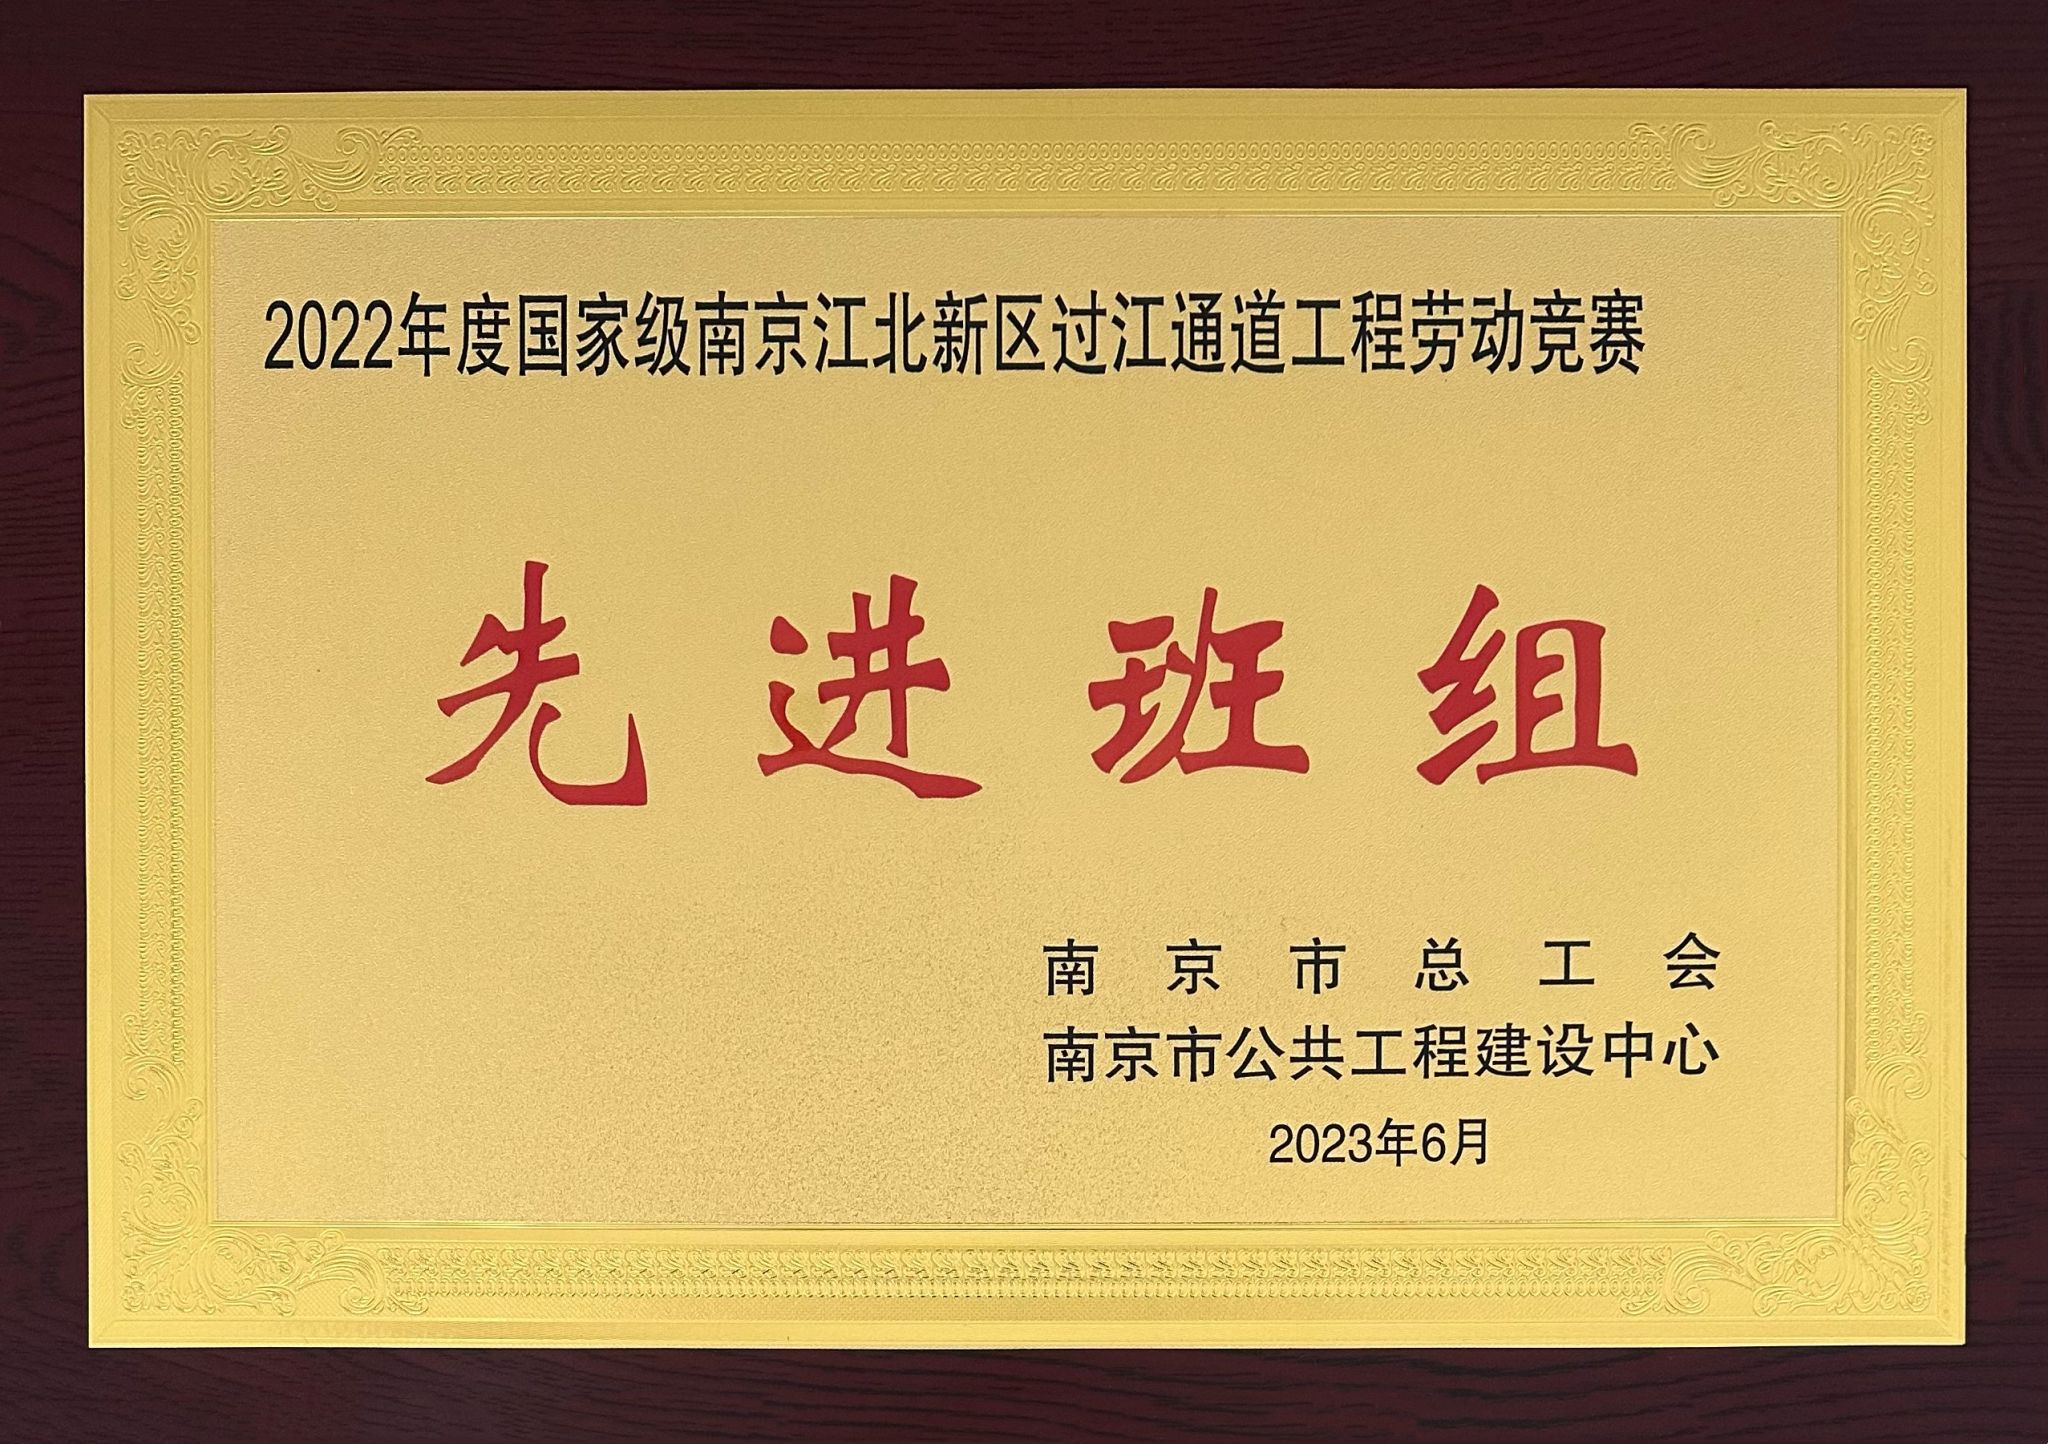 2022年度国家级南京江北新区过江通道工程劳动竞赛
先进班组
南京市总工会
南京市公共工程建设中心
2023年6月